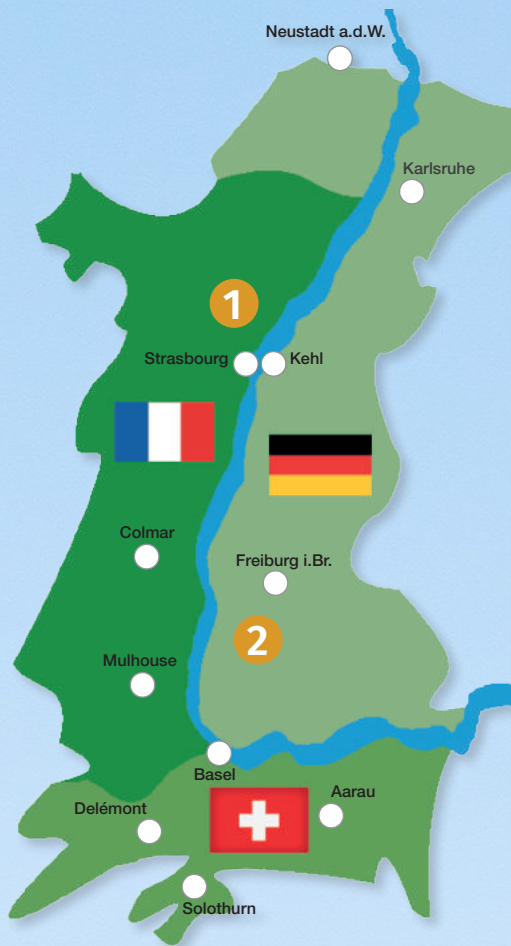 Neustadt a.d.W.
Karlsruhe
1
Strasbourg
Kehl
Colmar
Freiburg i.Br.
2
Mulhouse
Basel
Aarau
Delémont
Solothurn